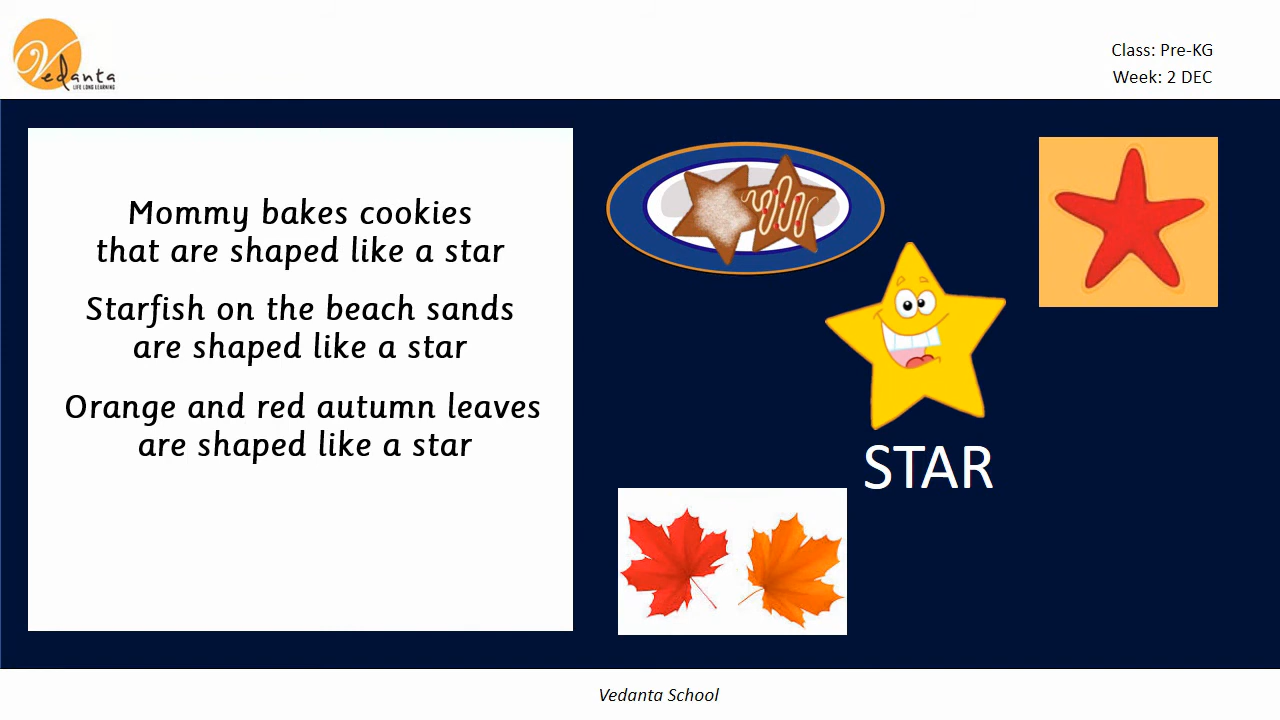 Vedanta
LIFE LONG LEARNING
Class: Pre-KG
Week: 2 DEC
Mommy bakes cookies
that are shaped like a star
Starfish on the beach sands
are shaped like a star
Orange and red autumn leaves
are shaped like a star
STAR
Vedanta School